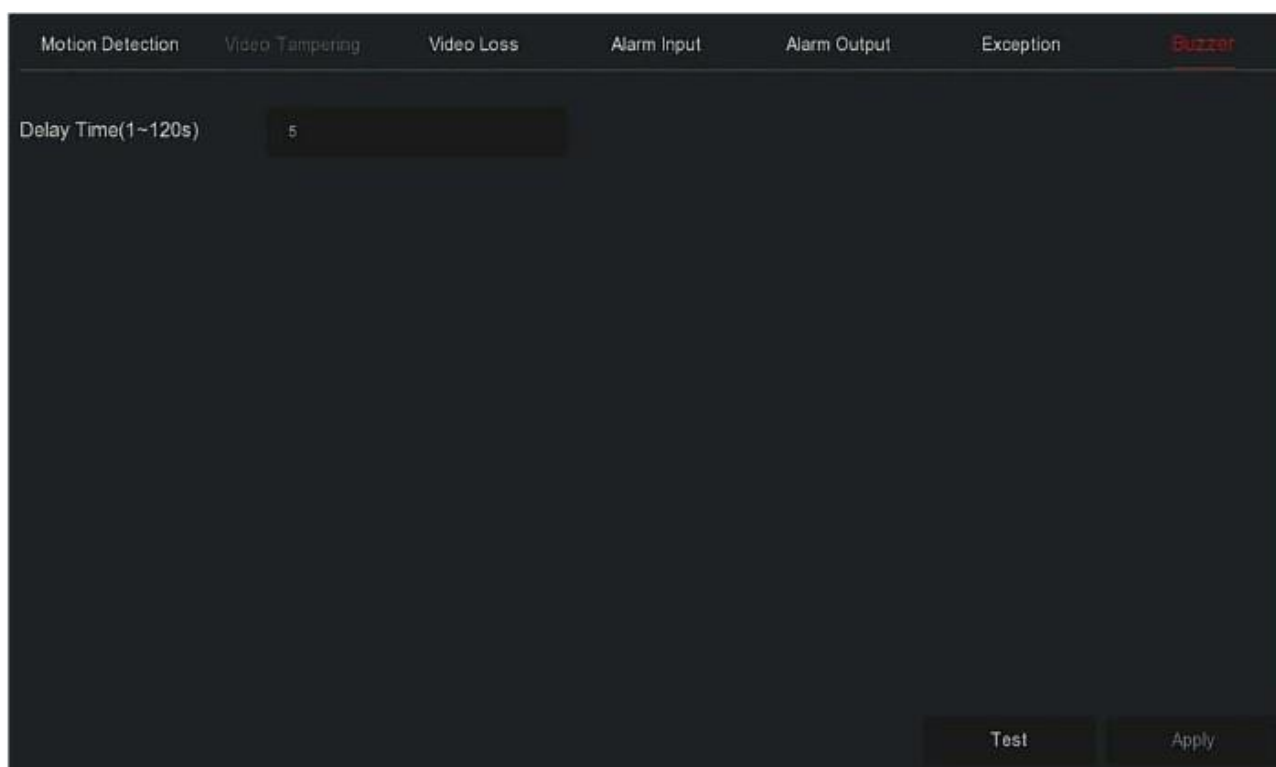 Motion Detection Video Tampering Video Loss Alarm Input Alarm Output Exception Buzzer
Delay Time(1~120s) 5
Test Apply